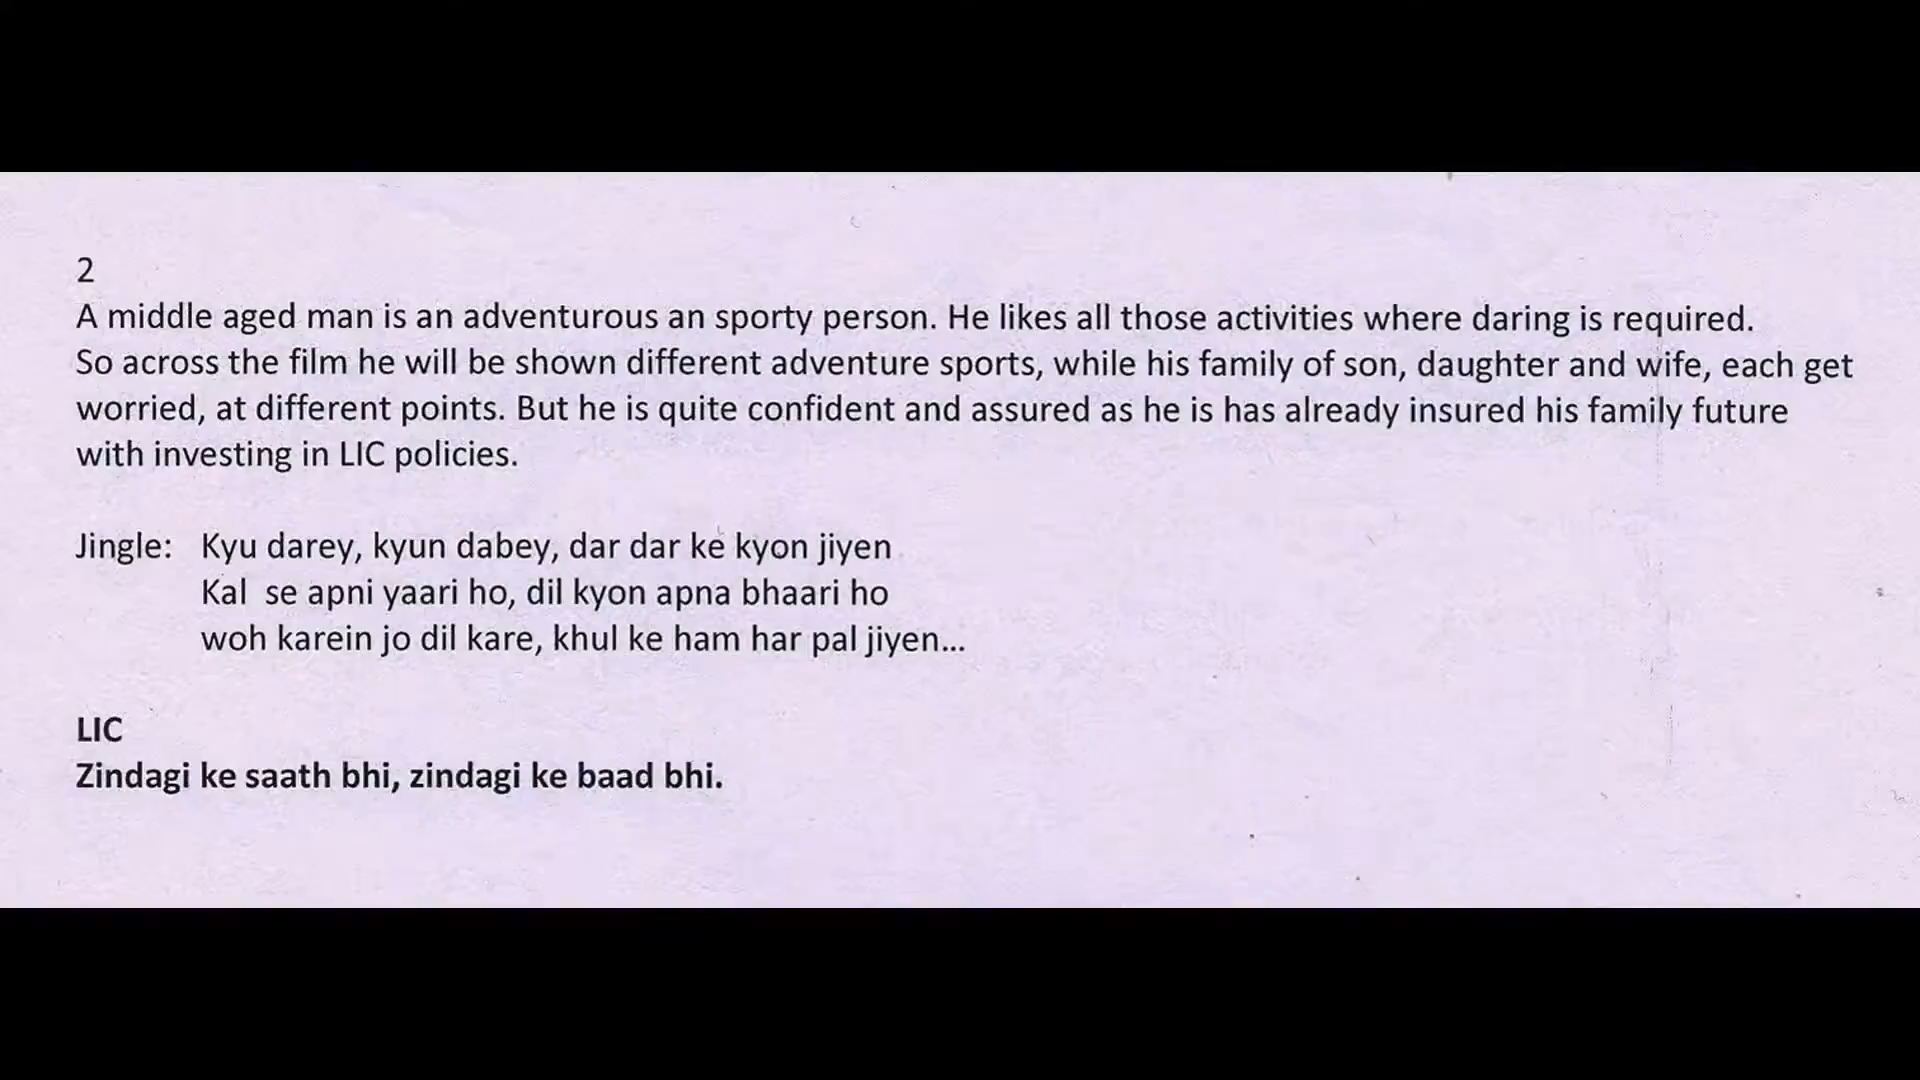 2
A middle aged man is an adventurous an sporty person. He likes all those activities where daring is required.
So across the film he will be shown different adventure sports, while his family of son, daughter and wife, each get
worried, at different points. But he is quite confident and assured as he is has already insured his family future
with investing in LIC policies.
Jingle: Kyu darey, kyun dabey, dar dar ke kyon jiyen
Kal se apni yaari ho, dil kyon apna bhaari ho
woh karein jo dil kare, khul ke ham har pal jiyen...
LIC
Zindagi ke saath bhi, zindagi ke baad bhi.